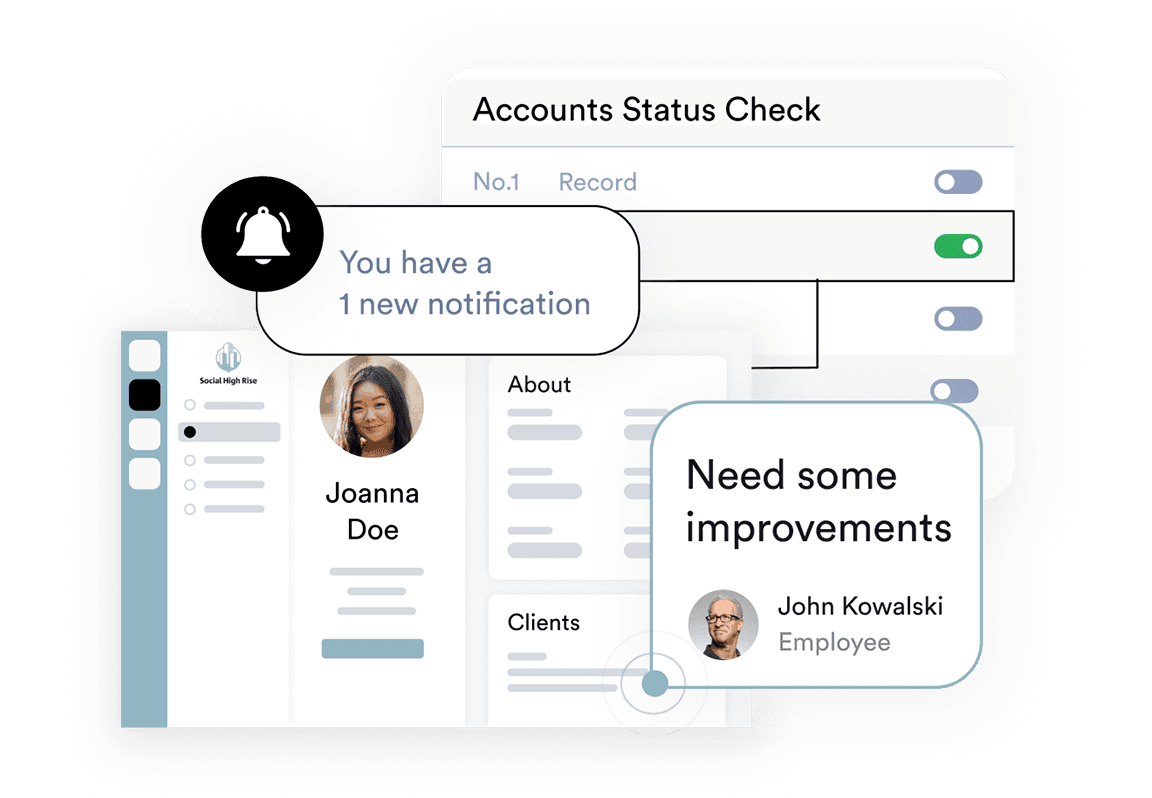 Accounts Status Check
No.1 Record
You have a
1 new notification
Social High Rise
Joanna
Doe
About
Need some
improvements
John Kowalski
Employee
Clients